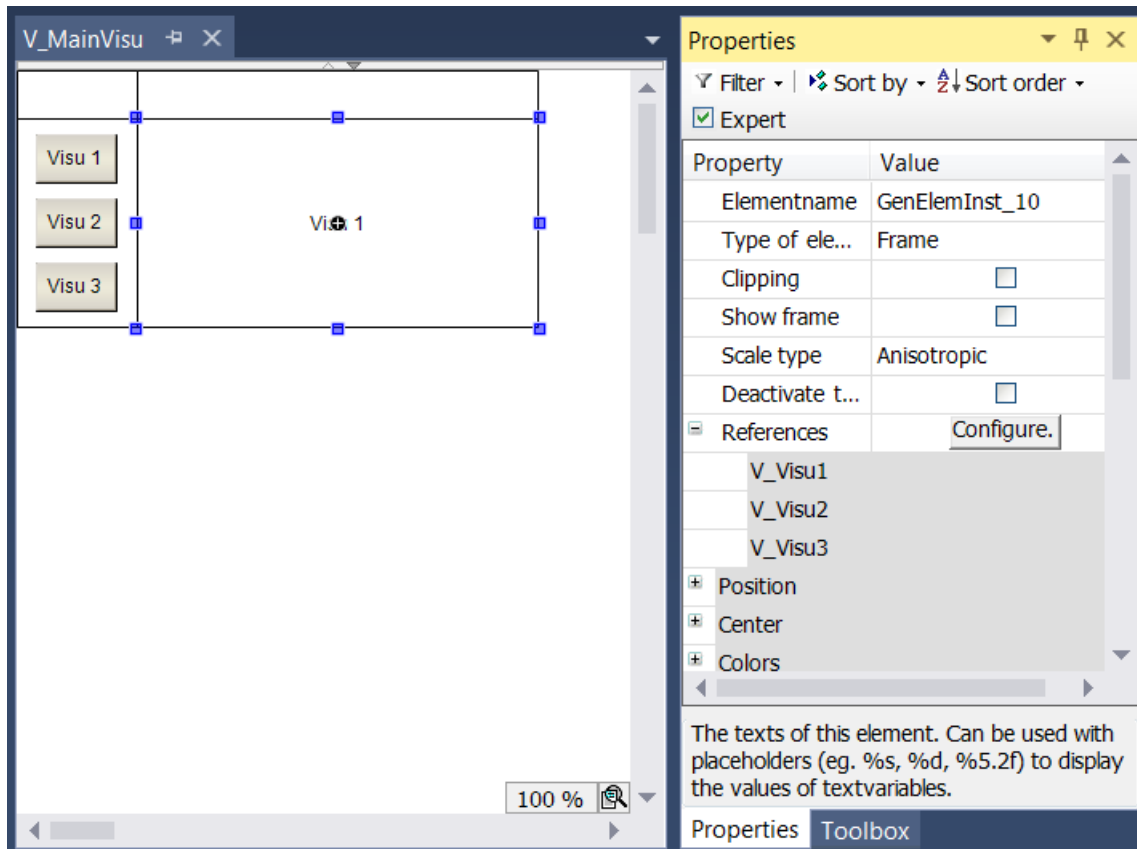 V_MainVisu
Visu 1
Visu 2
Visu 3
Visu 1
100 %
Properties
Filter Sort by Sort order
Expert
Property Value
Elementname GenElemInst_10
Type of ele... Frame
Clipping
Show frame
Scale type Anisotropic
Deactivate t...
References Configure.
V_Visu1
V_Visu2
V_Visu3
Position
Center
Colors
The texts of this element. Can be used with
placeholders (eg. %s, %d, %5.2f) to display
the values of textvariables.
Properties Toolbox